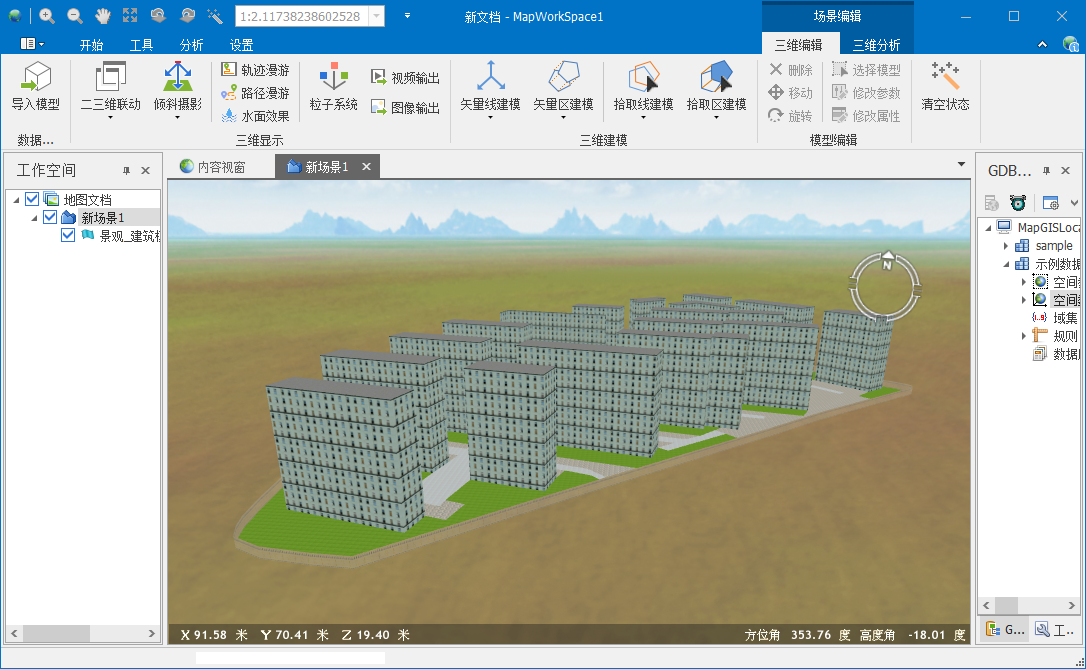 1:2.11738238602528
新文档 - MapWorkSpace1
场景编辑
开始 工具 分析 设置 三维编辑 三维分析
导入模型 二三维联动 倾斜摄影 轨迹漫游 路径漫游 水面效果 粒子系统 视频输出 图像输出 矢量线建模 矢量区建模 拾取线建模 拾取区建模 删除 移动 旋转 选择模型 修改参数 修改属性 清空状态
数据... 三维显示 三维建模 模型编辑
工作空间
内容视窗 新场景1
GDB...
地图文档
新场景1
景观_建筑
N
MapGISLoca
sample
示例数据
空间
空间
域集
规则
数据
X 91.58 米 Y 70.41 米 Z 19.40 米
方位角 353.76 度 高度角 -18.01 度
G... 工...